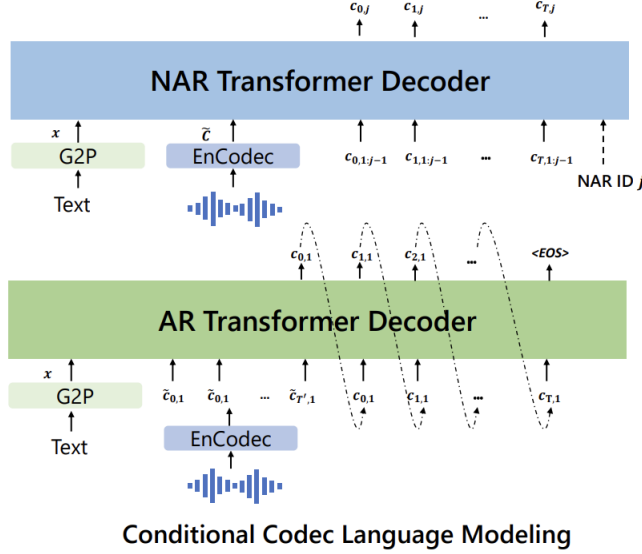 c0,j c1,j ... cT,j
NAR Transformer Decoder
x C̃
G2P EnCodec c0,1:j−1 c1,1:j−1 ... cT,1:j−1
Text NAR ID j
c0,1 c1,1 c2,1 ... <EOS>
AR Transformer Decoder
x
G2P c̃0,1 c̃0,1 ... c̃T′,1 c0,1 c1,1 ... cT,1
Text EnCodec
Conditional Codec Language Modeling